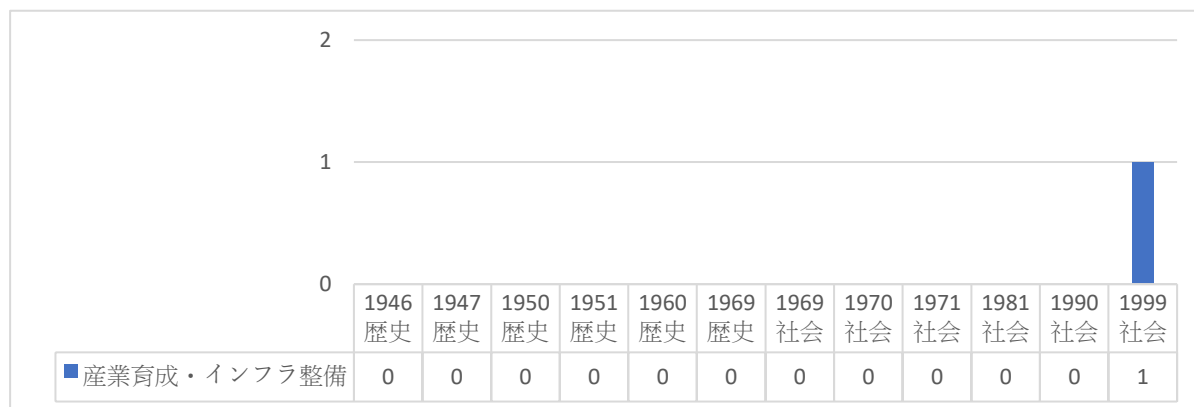 2
1
0
1946 1947 1950 1951 1960 1969 1969 1970 1971 1981 1990 1999
歴史 歴史 歴史 歴史 歴史 歴史 社会 社会 社会 社会 社会 社会
産業育成・インフラ整備 0 0 0 0 0 0 0 0 0 0 0 1